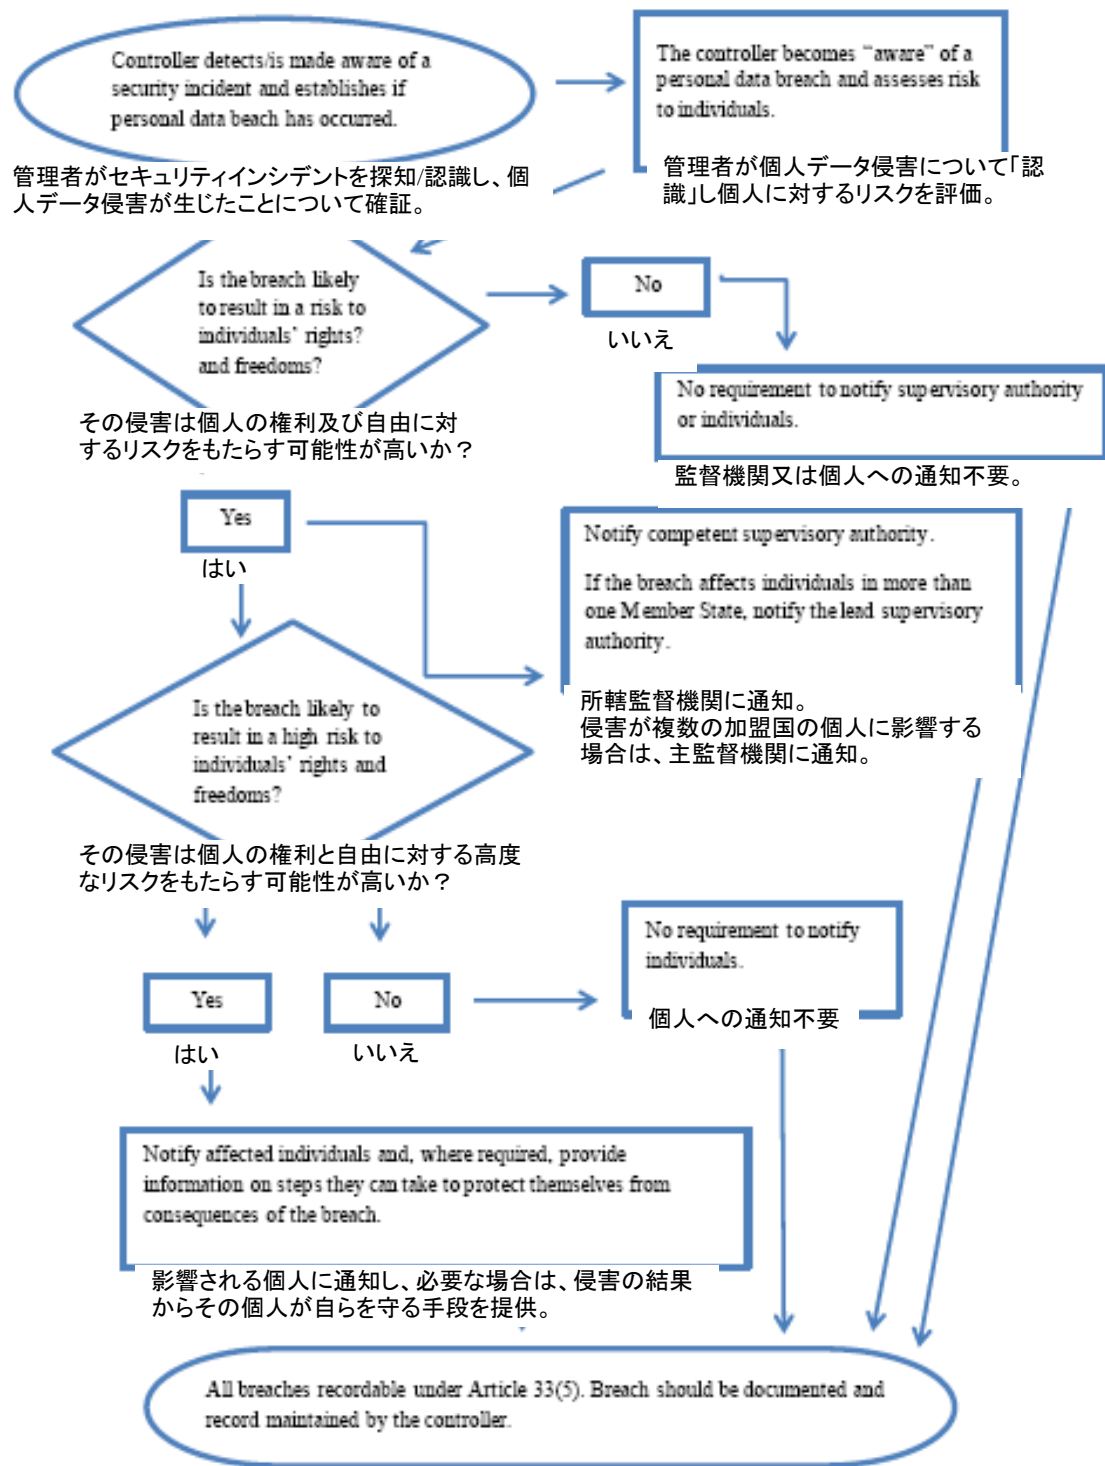 Controller detects/is made aware of a
security incident and establishes if
personal data beach has occurred.
管理者がセキュリティインシデントを探知/認識し、個
人データ侵害が生じたことについて確証。
The controller becomes “aware” of a
personal data breach and assesses risk
to individuals.
管理者が個人データ侵害について「認
識」し個人に対するリスクを評価。
Is the breach likely
to result in a risk to
individuals’ rights?
and freedoms?
その侵害は個人の権利及び自由に対
するリスクをもたらす可能性が高いか？
No
いいえ
No requirement to notify supervisory authority
or individuals.
監督機関又は個人への通知不要。
Yes
はい
Notify competent supervisory authority.
If the breach affects individuals in more than
one Member State, notify the lead supervisory
authority.
所轄監督機関に通知。
侵害が複数の加盟国の個人に影響する
場合は、主監督機関に通知。
Is the breach likely to
result in a high risk to
individuals’ rights and
freedoms?
その侵害は個人の権利と自由に対する高度
なリスクをもたらす可能性が高いか？
Yes
はい
No
いいえ
No requirement to notify
individuals.
個人への通知不要
Notify affected individuals and, where required, provide
information on steps they can take to protect themselves from
consequences of the breach.
影響される個人に通知し、必要な場合は、侵害の結果
からその個人が自らを守る手段を提供。
All breaches recordable under Article 33(5). Breach should be documented and
record maintained by the controller.